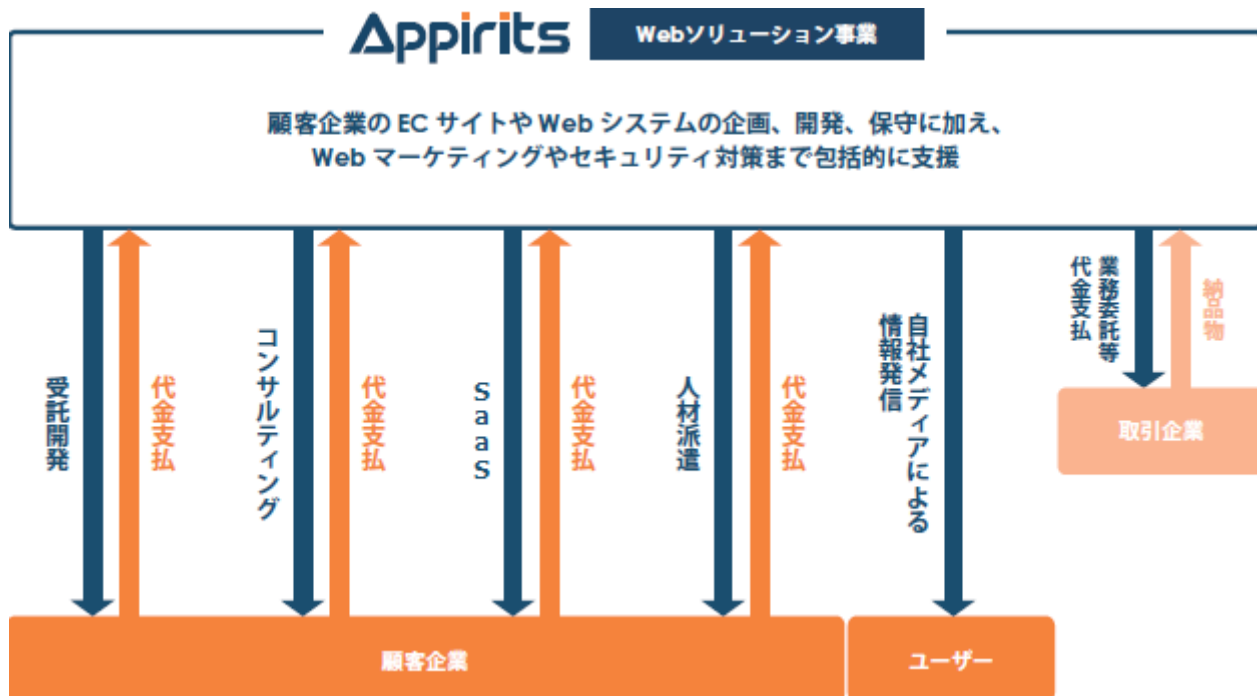 Appirits
Webソリューション事業
顧客企業の EC サイトや Web システムの企画、開発、保守に加え、
Web マーケティングやセキュリティ対策まで包括的に支援
受託開発
代金支払
コンサルティング
代金支払
SaaS
代金支払
人材派遣
代金支払
自社メディアによる
情報発信
業務委託等
代金支払
納品物
取引企業
顧客企業
ユーザー